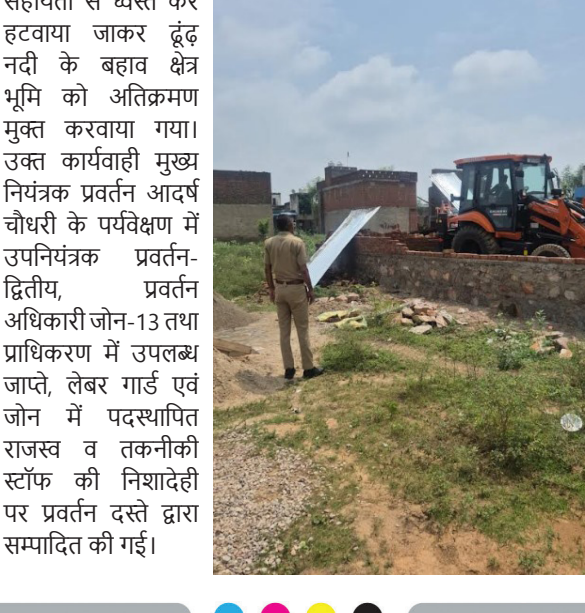 सहायता से ध्वस्त कर
हटवाया जाकर ढूंढ़
नदी के बहाव क्षेत्र
भूमि को अतिक्रमण
मुक्त करवाया गया।
उक्त कार्यवाही मुख्य
नियंत्रक प्रवर्तन आदर्ष
चौधरी के पर्यवेक्षण में
उपनियंत्रक प्रवर्तन-
द्वितीय, प्रवर्तन
अधिकारी जोन-13 तथा
प्राधिकरण में उपलब्ध
जाप्ते, लेबर गार्ड एवं
जोन में पदस्थापित
राजस्व व तकनीकी
स्टॉफ की निशादेही
पर प्रवर्तन दस्ते द्वारा
सम्पादित की गई।